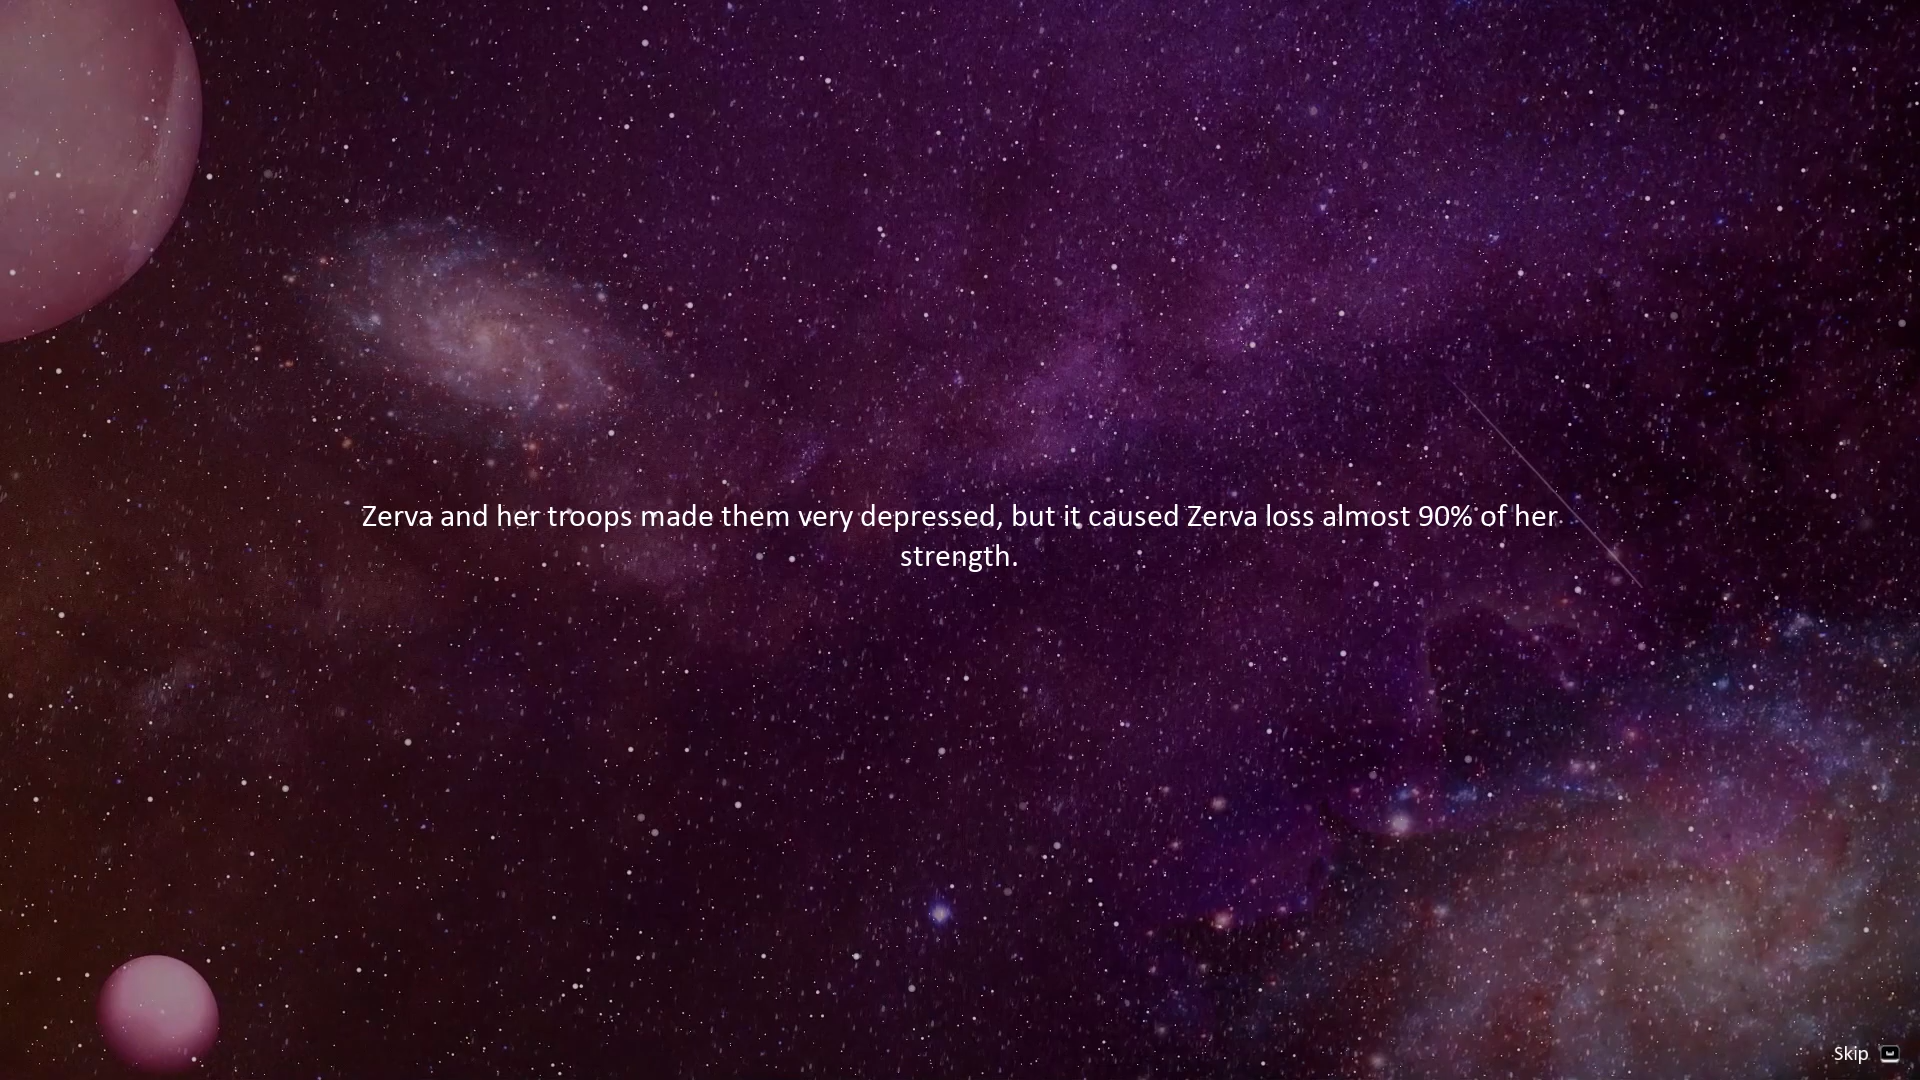 Zerva and her troops made them very depressed, but it caused Zerva loss almost 90% of her
strength.
Skip